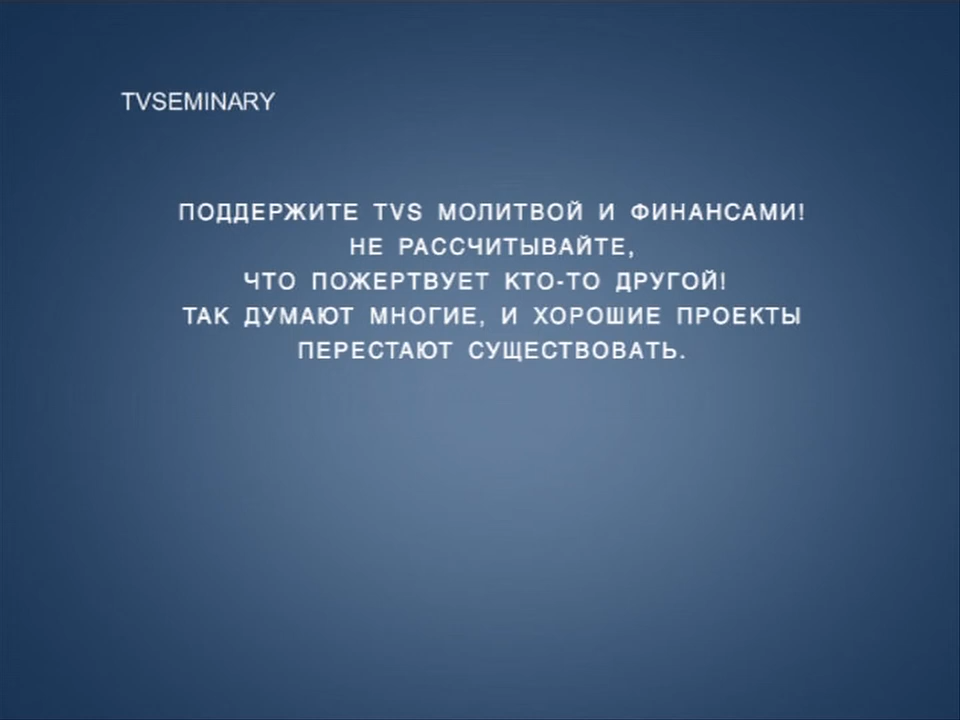 TVSEMINARY
ПОДДЕРЖИТЕ TVS МОЛИТВОЙ И ФИНАНСАМИ!
НЕ РАССЧИТЫВАЙТЕ,
ЧТО ПОЖЕРТВУЕТ КТО-ТО ДРУГОЙ!
ТАК ДУМАЮТ МНОГИЕ, И ХОРОШИЕ ПРОЕКТЫ
ПЕРЕСТАЮТ СУЩЕСТВОВАТЬ.